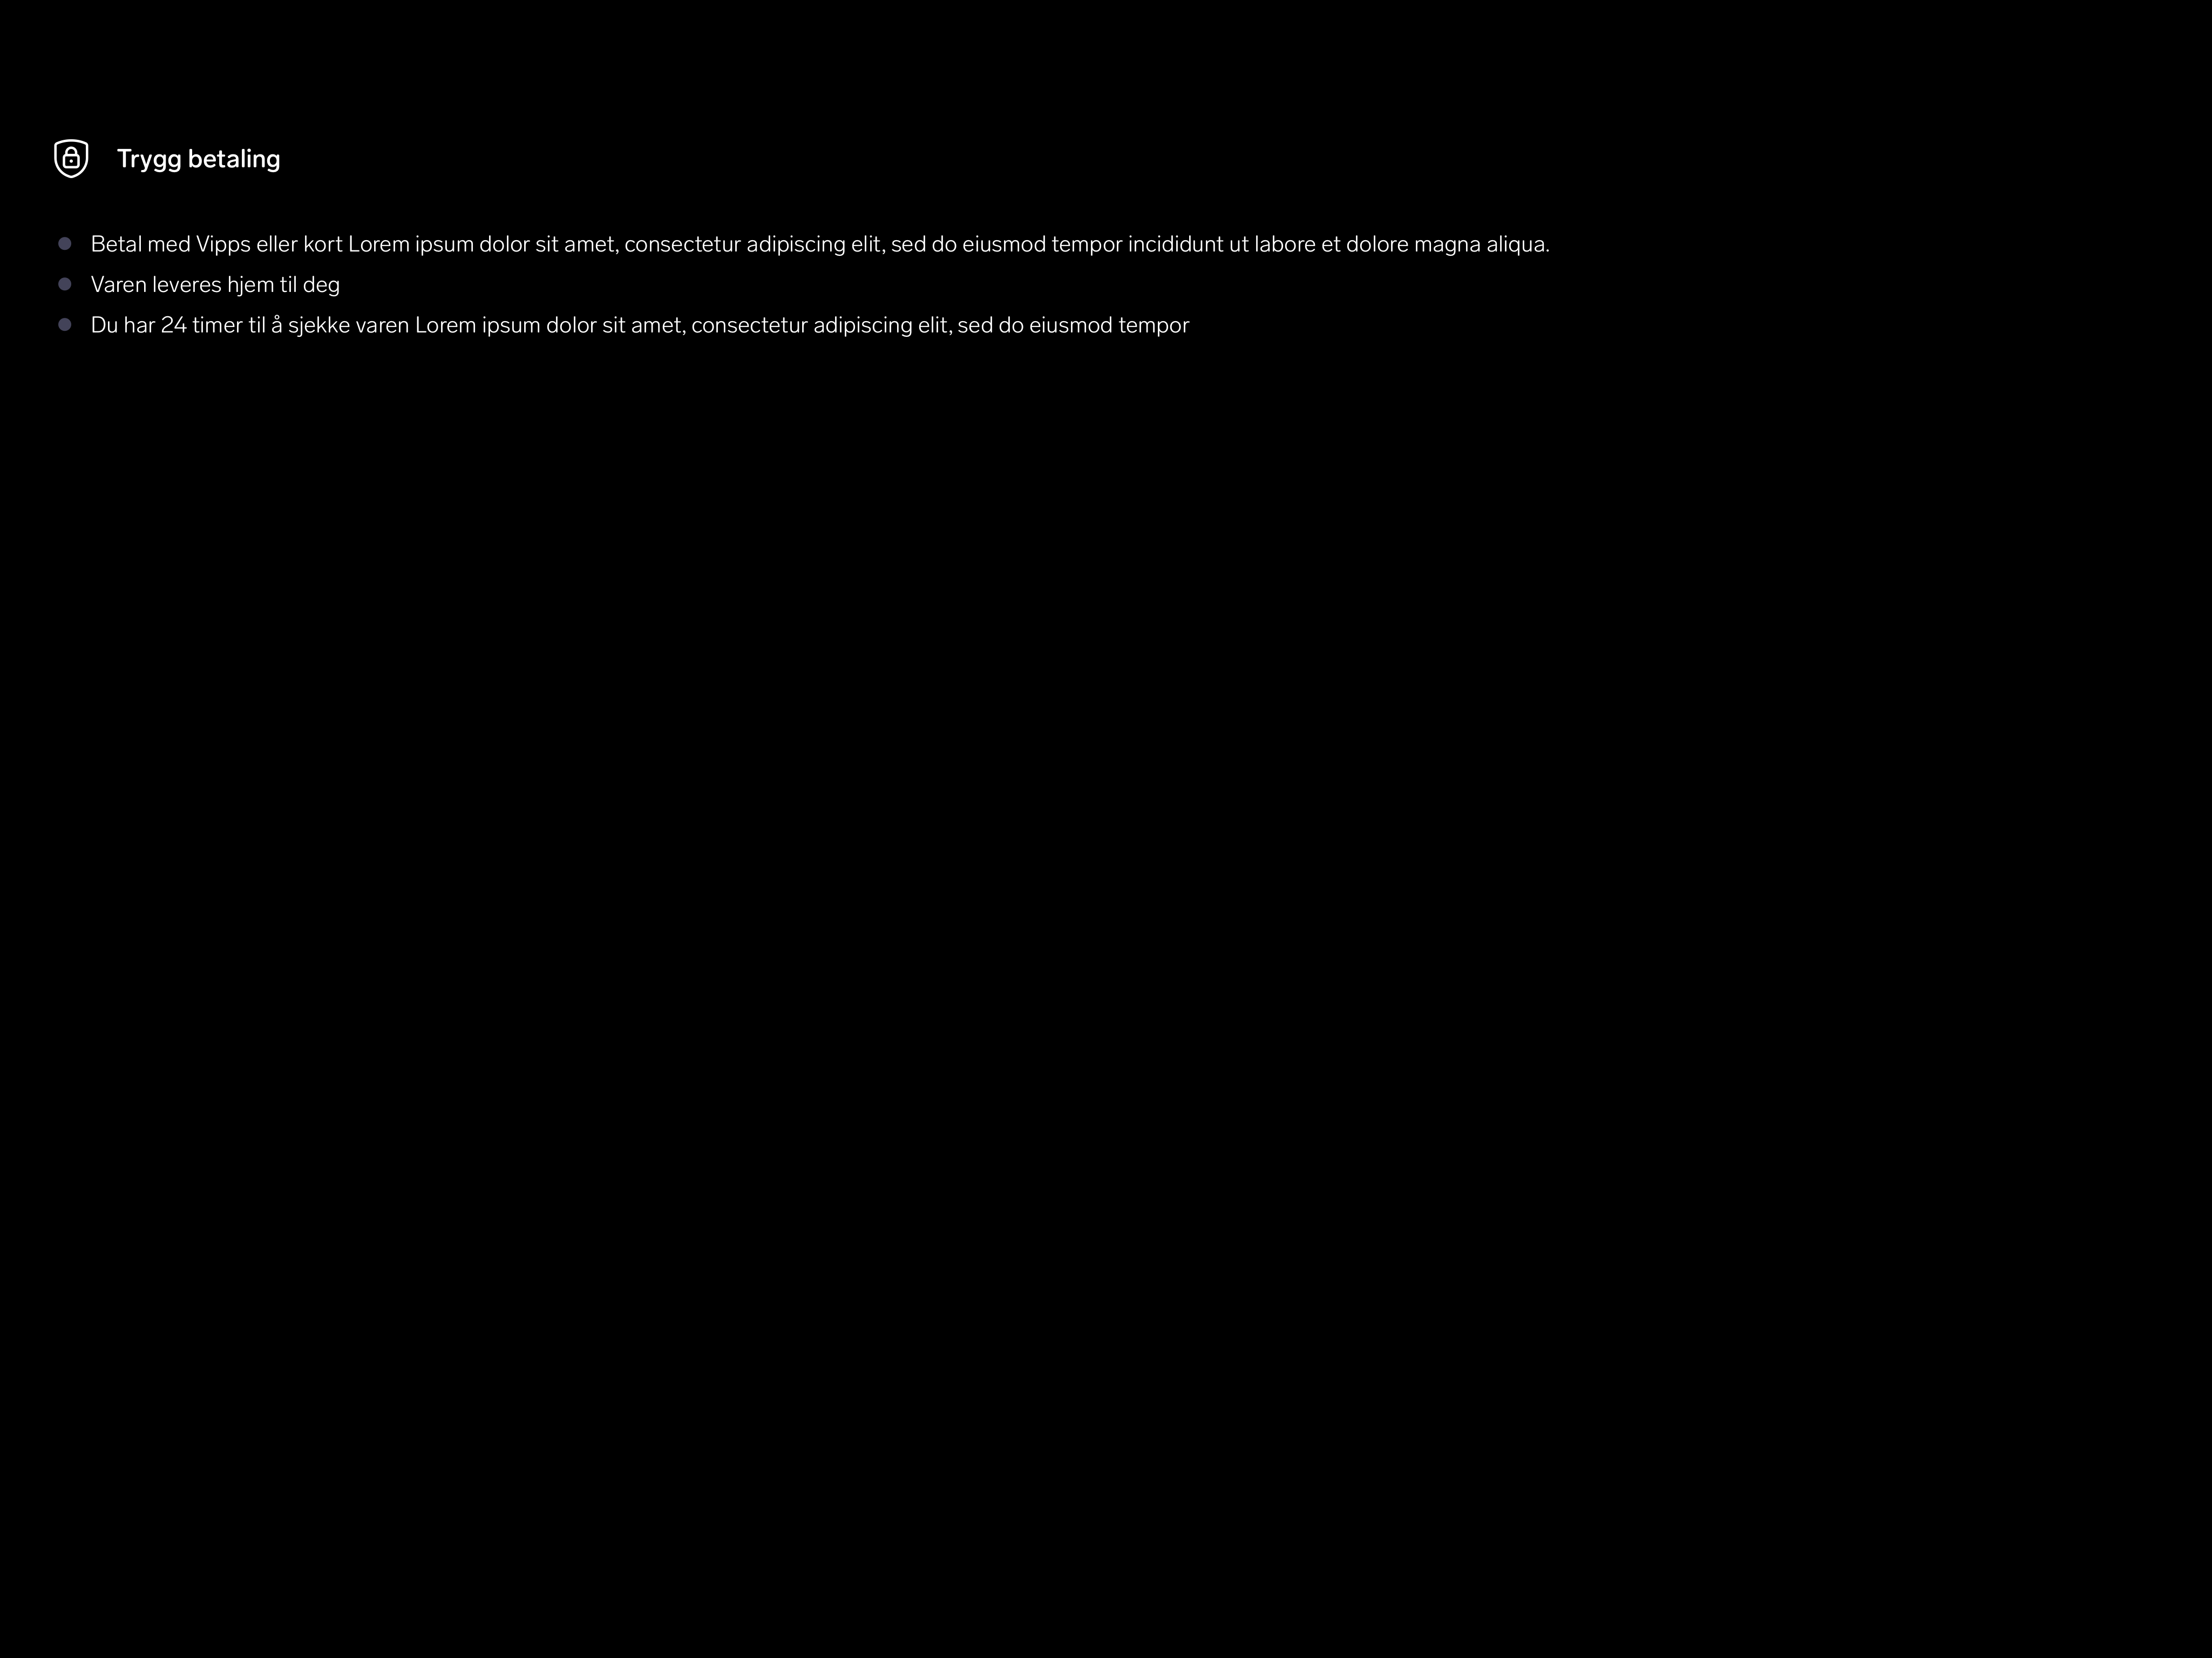 Trygg betaling
Betal med Vipps eller kort Lorem ipsum dolor sit amet, consectetur adipiscing elit, sed do eiusmod tempor incididunt ut labore et dolore magna aliqua.
Varen leveres hjem til deg
Du har 24 timer til å sjekke varen Lorem ipsum dolor sit amet, consectetur adipiscing elit, sed do eiusmod tempor